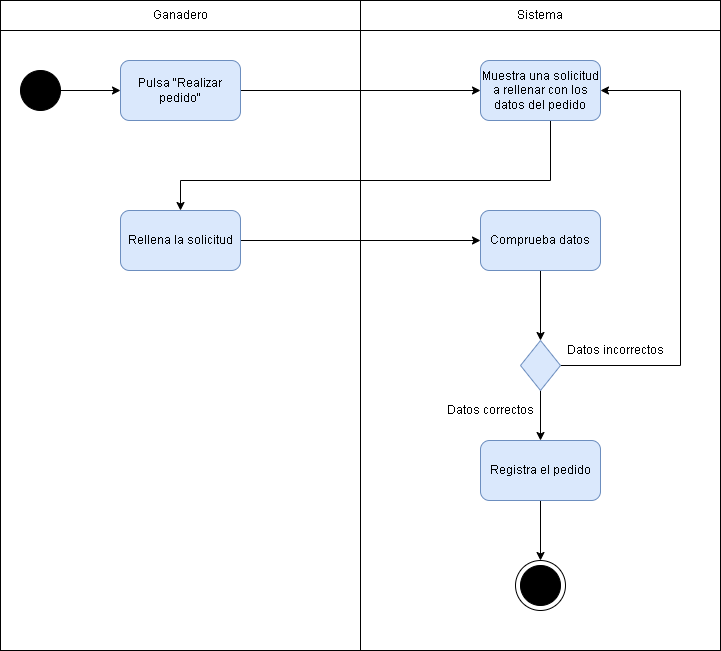 Ganadero
Sistema
Pulsa "Realizar
pedido"
Muestra una solicitud
a rellenar con los
datos del pedido
Rellena la solicitud
Comprueba datos
Datos incorrectos
Datos correctos
Registra el pedido